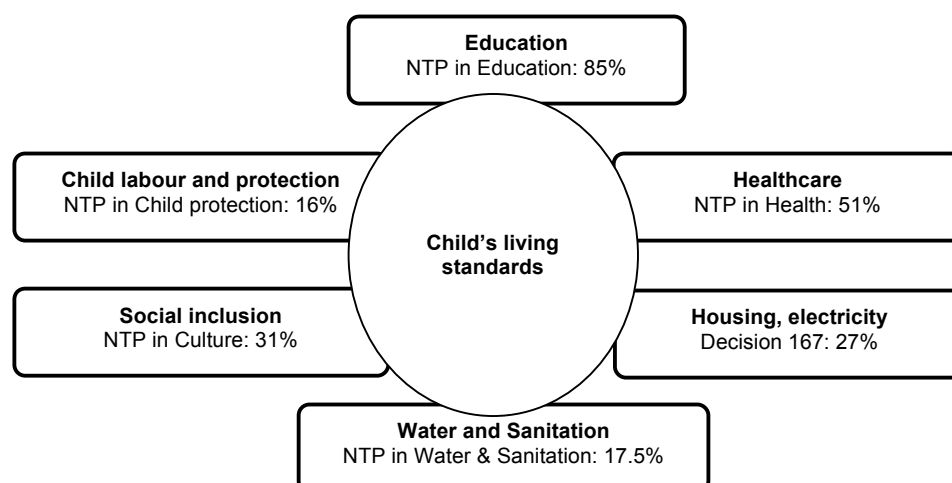 Education
NTP in Education: 85%
Child labour and protection
NTP in Child protection: 16%
Healthcare
NTP in Health: 51%
Child's living
standards
Social inclusion
NTP in Culture: 31%
Housing, electricity
Decision 167: 27%
Water and Sanitation
NTP in Water & Sanitation: 17.5%